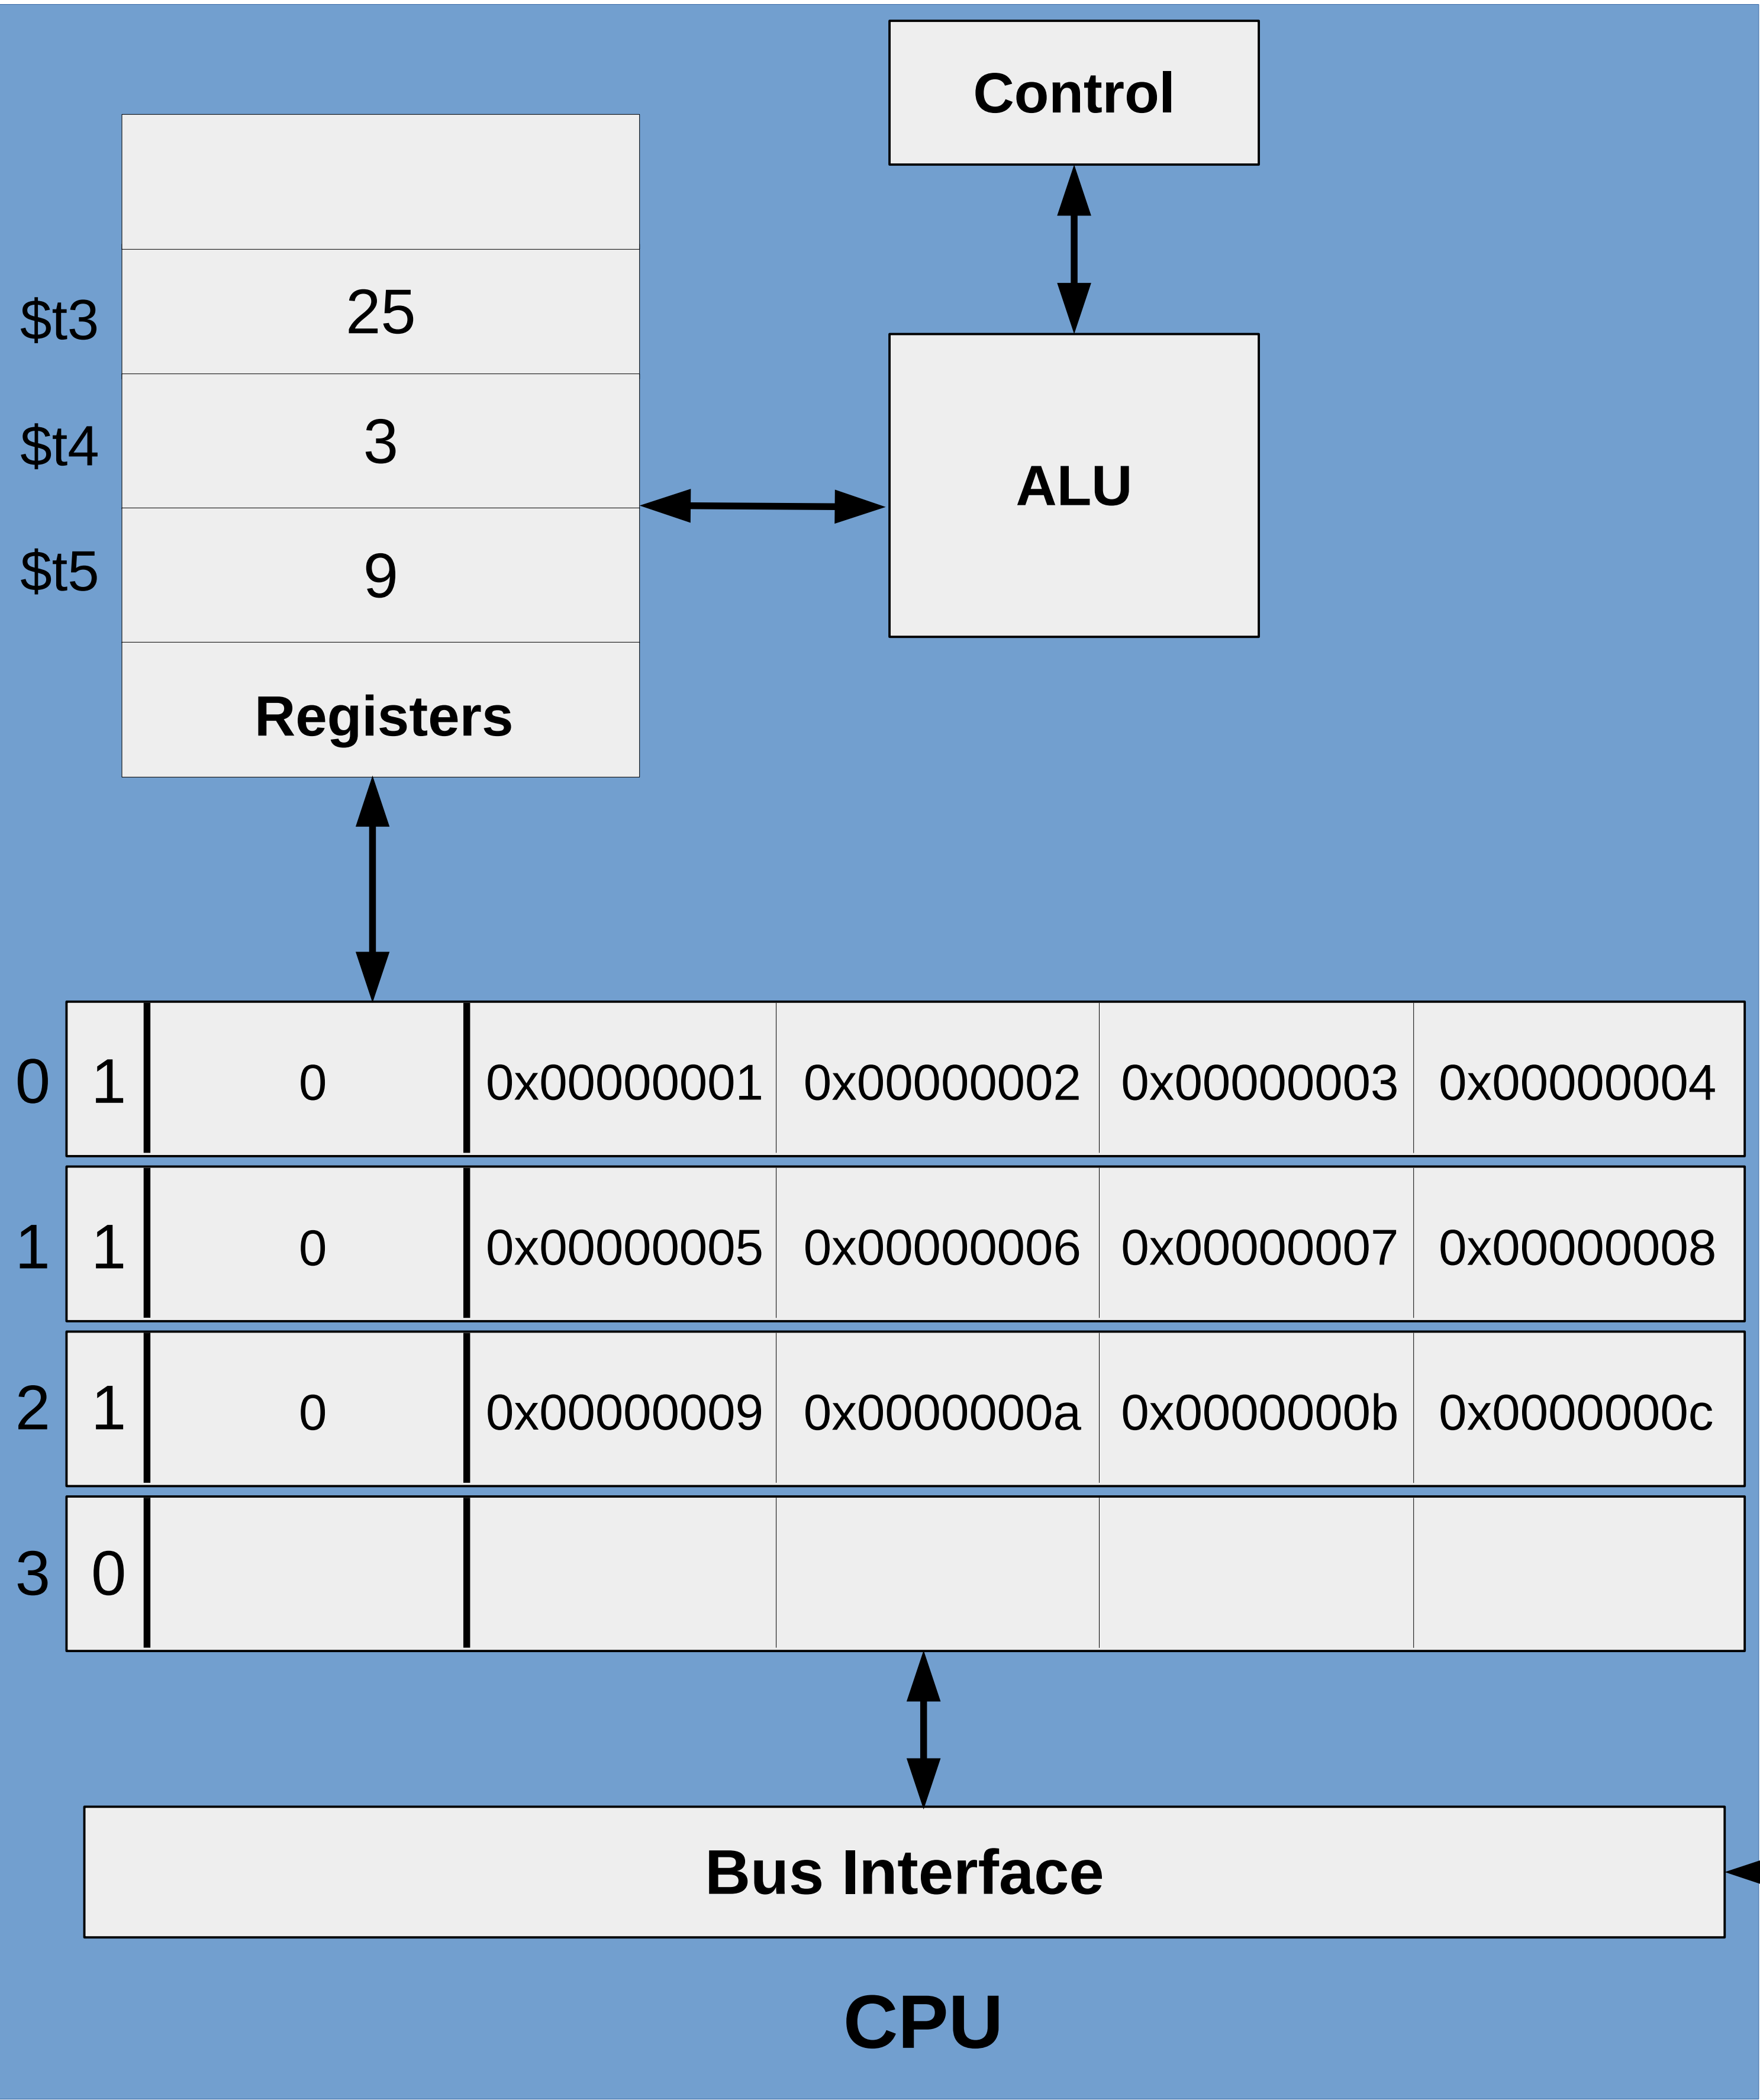 Control
$t3 25
$t4 3
ALU
$t5 9
Registers
0 1 0 0x00000001 0x00000002 0x00000003 0x00000004
1 1 0 0x00000005 0x00000006 0x00000007 0x00000008
2 1 0 0x00000009 0x0000000a 0x0000000b 0x0000000c
3 0
Bus Interface
CPU